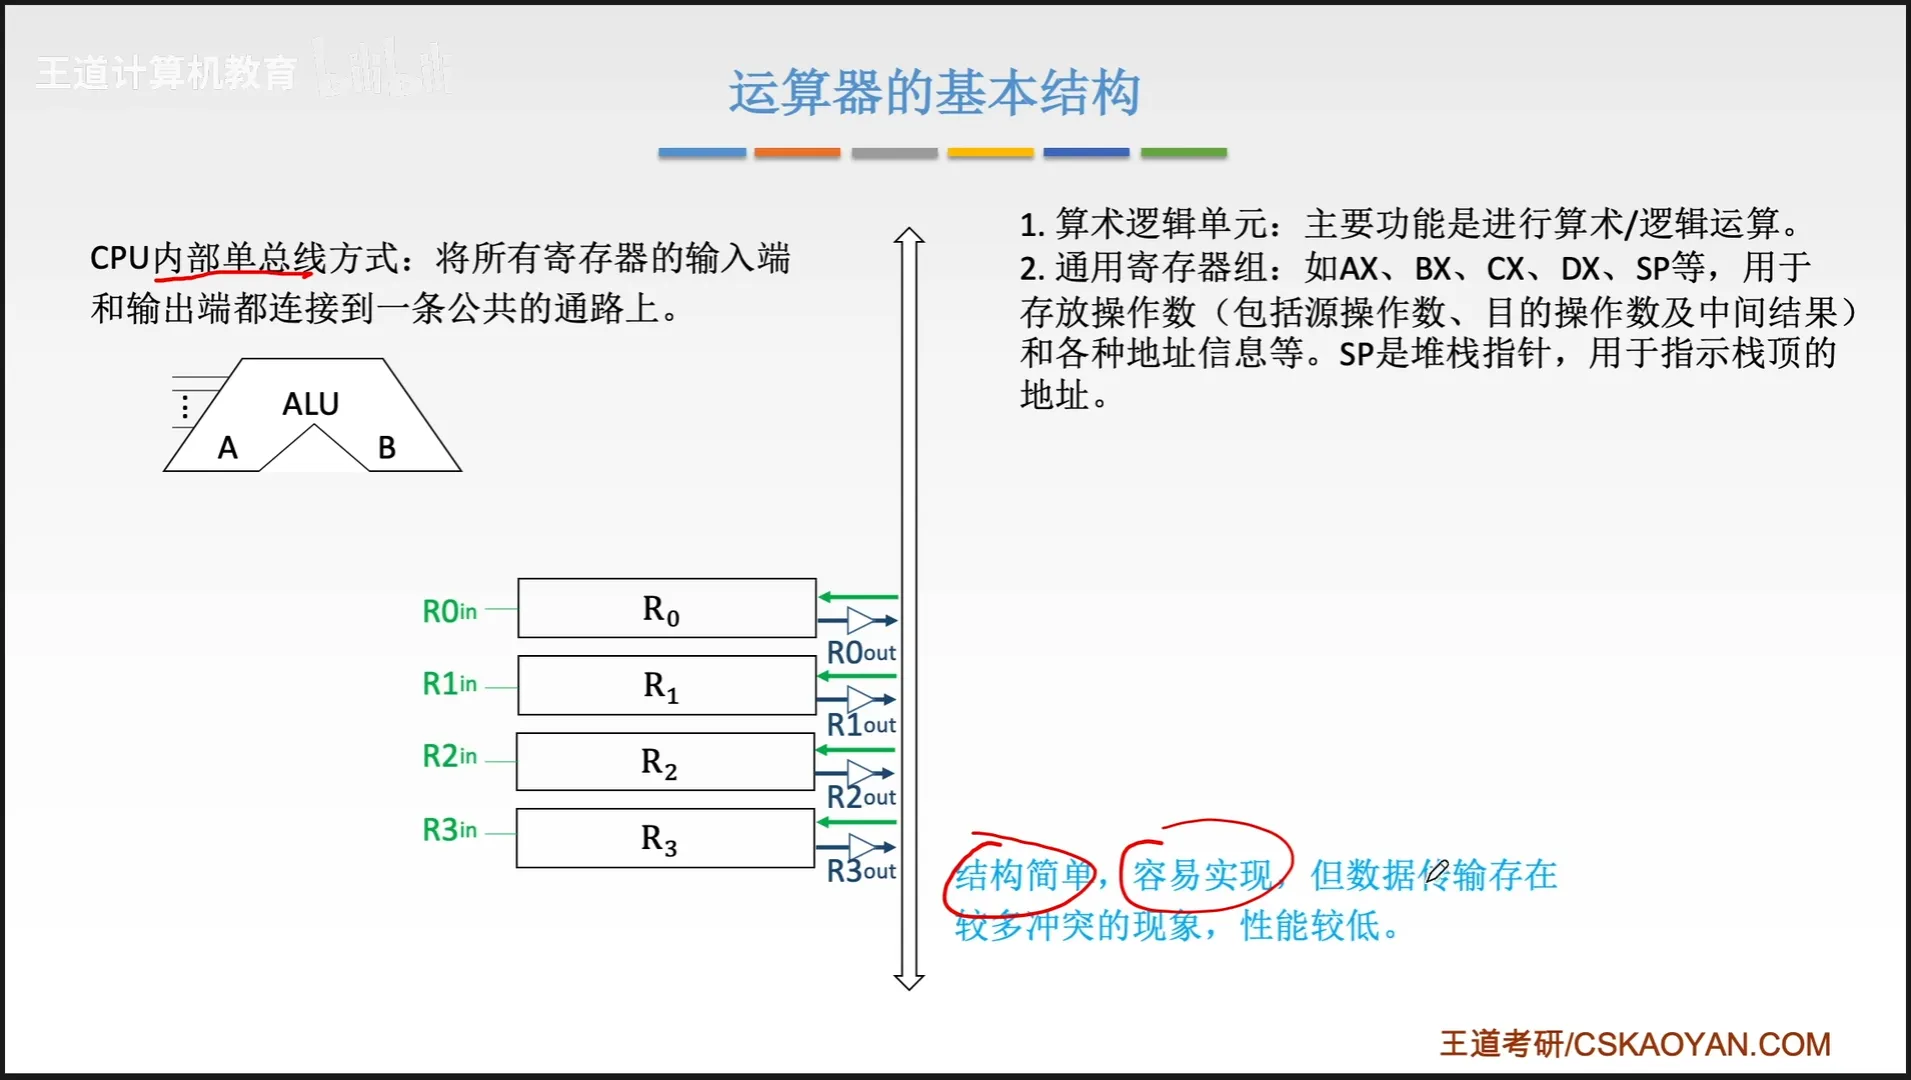 王道计算机教育 bilibili
运算器的基本结构
CPU内部单总线方式：将所有寄存器的输入端
和输出端都连接到一条公共的通路上。
1. 算术逻辑单元：主要功能是进行算术/逻辑运算。
2. 通用寄存器组：如AX、BX、CX、DX、SP等，用于
存放操作数（包括源操作数、目的操作数及中间结果）
和各种地址信息等。SP是堆栈指针，用于指示栈顶的
地址。
ALU
A B
R0in R₀
R0out
R1in R₁
R1out
R2in R₂
R2out
R3in R₃
R3out
结构简单，容易实现，但数据传输存在
较多冲突的现象，性能较低。
王道考研/CSKAOYAN.COM